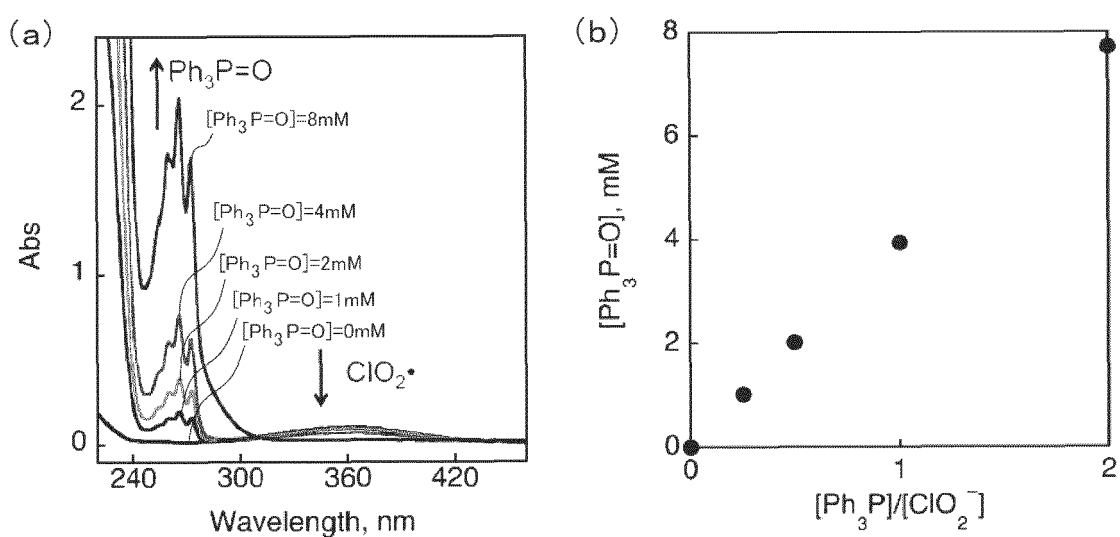 (a)
2
1
0
Abs
240
300
360
420
Wavelength, nm
Ph₃P=O
[Ph₃P=O]=8mM
[Ph₃P=O]=4mM
[Ph₃P=O]=2mM
[Ph₃P=O]=1mM
[Ph₃P=O]=0mM
ClO₂•
(b)
8
6
4
2
0
[Ph₃P=O], mM
0
1
2
[Ph₃P]/[ClO₂⁻]